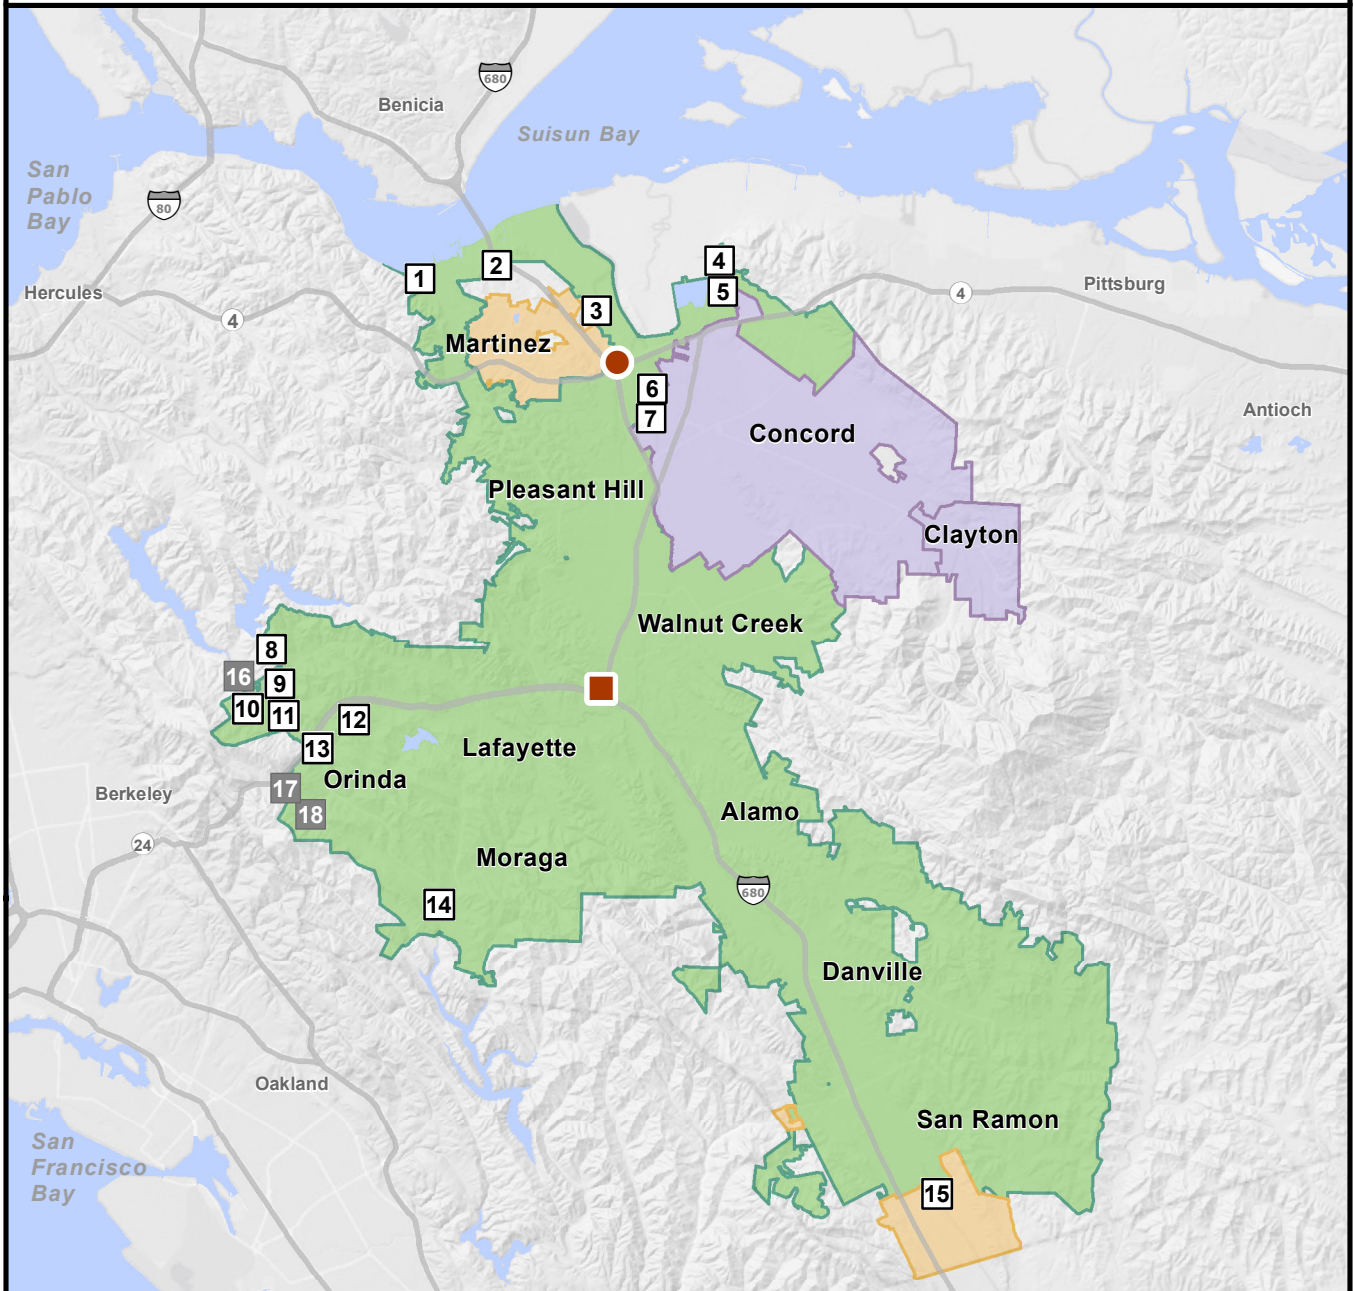 680
Benicia
Suisun Bay
San
Pablo
Bay
80
1
2
3
4
5
Hercules
4
4
Pittsburg
Martinez
6
7
Antioch
Concord
Pleasant Hill
Clayton
Walnut Creek
8
16
9
10
11
12
13
Lafayette
Orinda
17
18
Berkeley
24
Alamo
Moraga
680
14
Danville
Oakland
San Ramon
San
Francisco
Bay
15